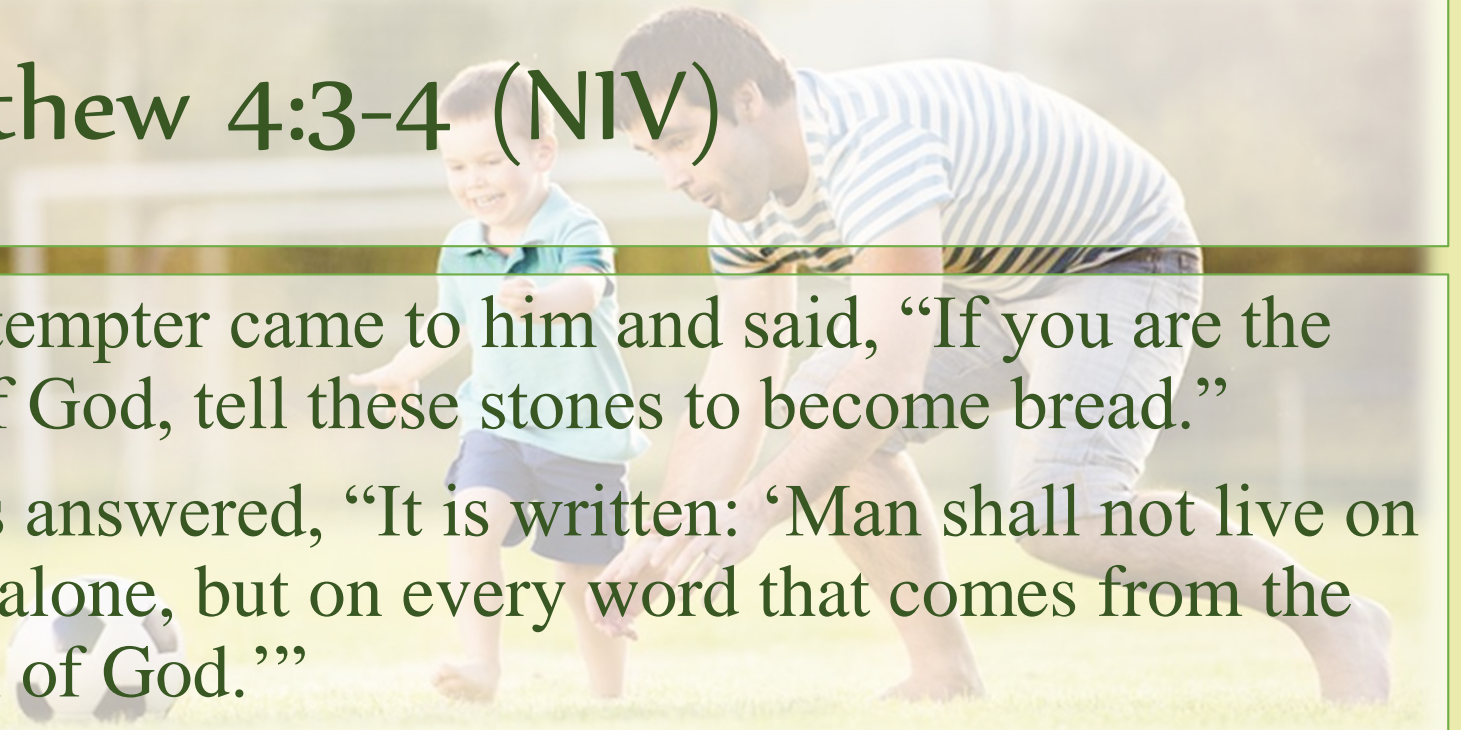 thew 4:3-4 (NIV)
tempter came to him and said, “If you are the
f God, tell these stones to become bread.”
s answered, “It is written: ‘Man shall not live on
alone, but on every word that comes from the
of God.’”